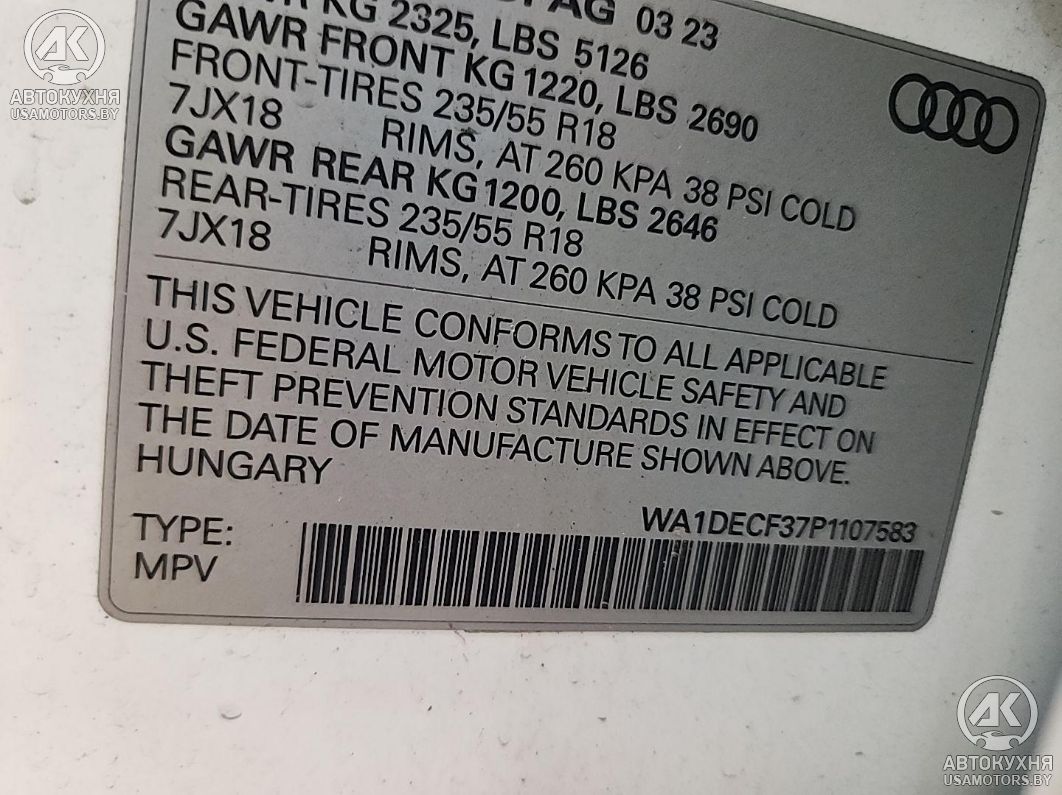 AG 03 23
KG 2325, LBS 5126
GAWR FRONT KG 1220, LBS 2690
FRONT-TIRES 235/55 R18
7JX18 RIMS, AT 260 KPA 38 PSI COLD
GAWR REAR KG 1200, LBS 2646
REAR-TIRES 235/55 R18
7JX18 RIMS, AT 260 KPA 38 PSI COLD
THIS VEHICLE CONFORMS TO ALL APPLICABLE
U.S. FEDERAL MOTOR VEHICLE SAFETY AND
THEFT PREVENTION STANDARDS IN EFFECT ON
THE DATE OF MANUFACTURE SHOWN ABOVE.
HUNGARY
WA1DECF37P1107583
TYPE:
MPV
АК
АВТОКУХНЯ
USAMOTORS.BY
АК
АВТОКУХНЯ
USAMOTORS.BY